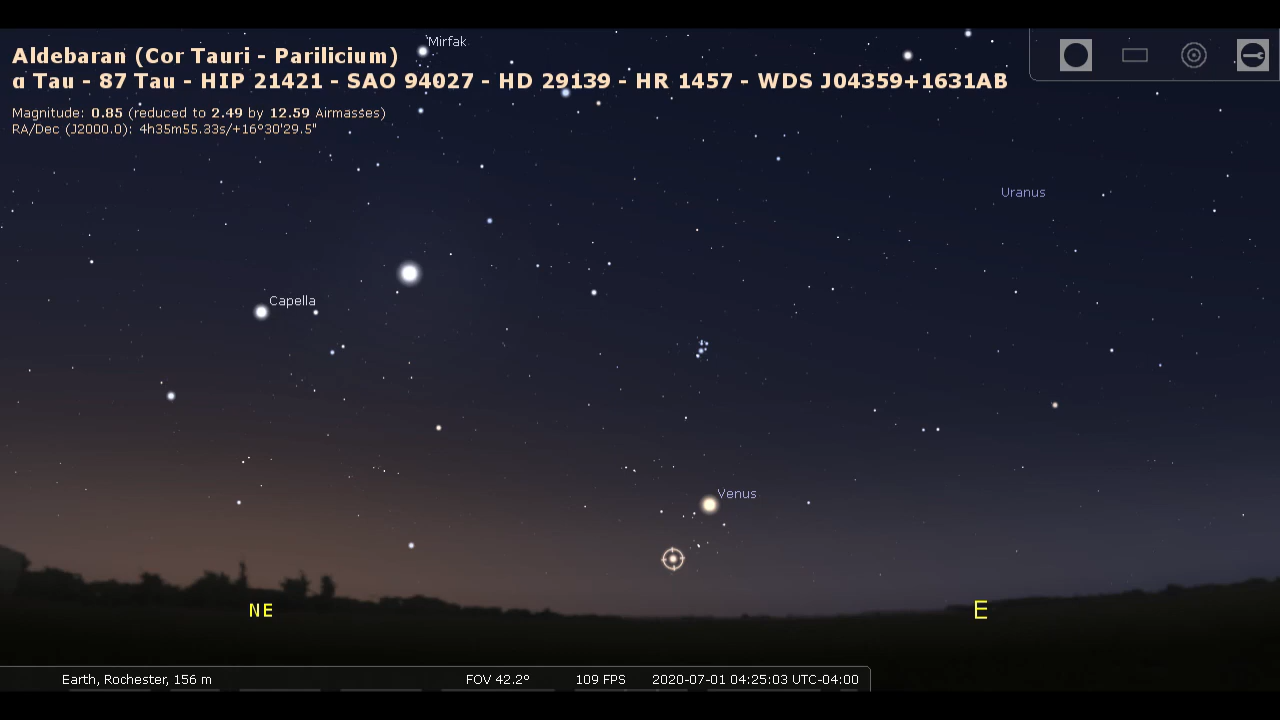 Mirfak
Aldebaran (Cor Tauri - Parilicium)
α Tau - 87 Tau - HIP 21421 - SAO 94027 - HD 29139 - HR 1457 - WDS J04359+1631AB
Magnitude: 0.85 (reduced to 2.49 by 12.59 Airmasses)
RA/Dec (J2000.0): 4h35m55.33s/+16°30'29.5"
Uranus
Capella
Venus
NE
E
Earth, Rochester, 156 m FOV 42.2° 109 FPS 2020-07-01 04:25:03 UTC-04:00